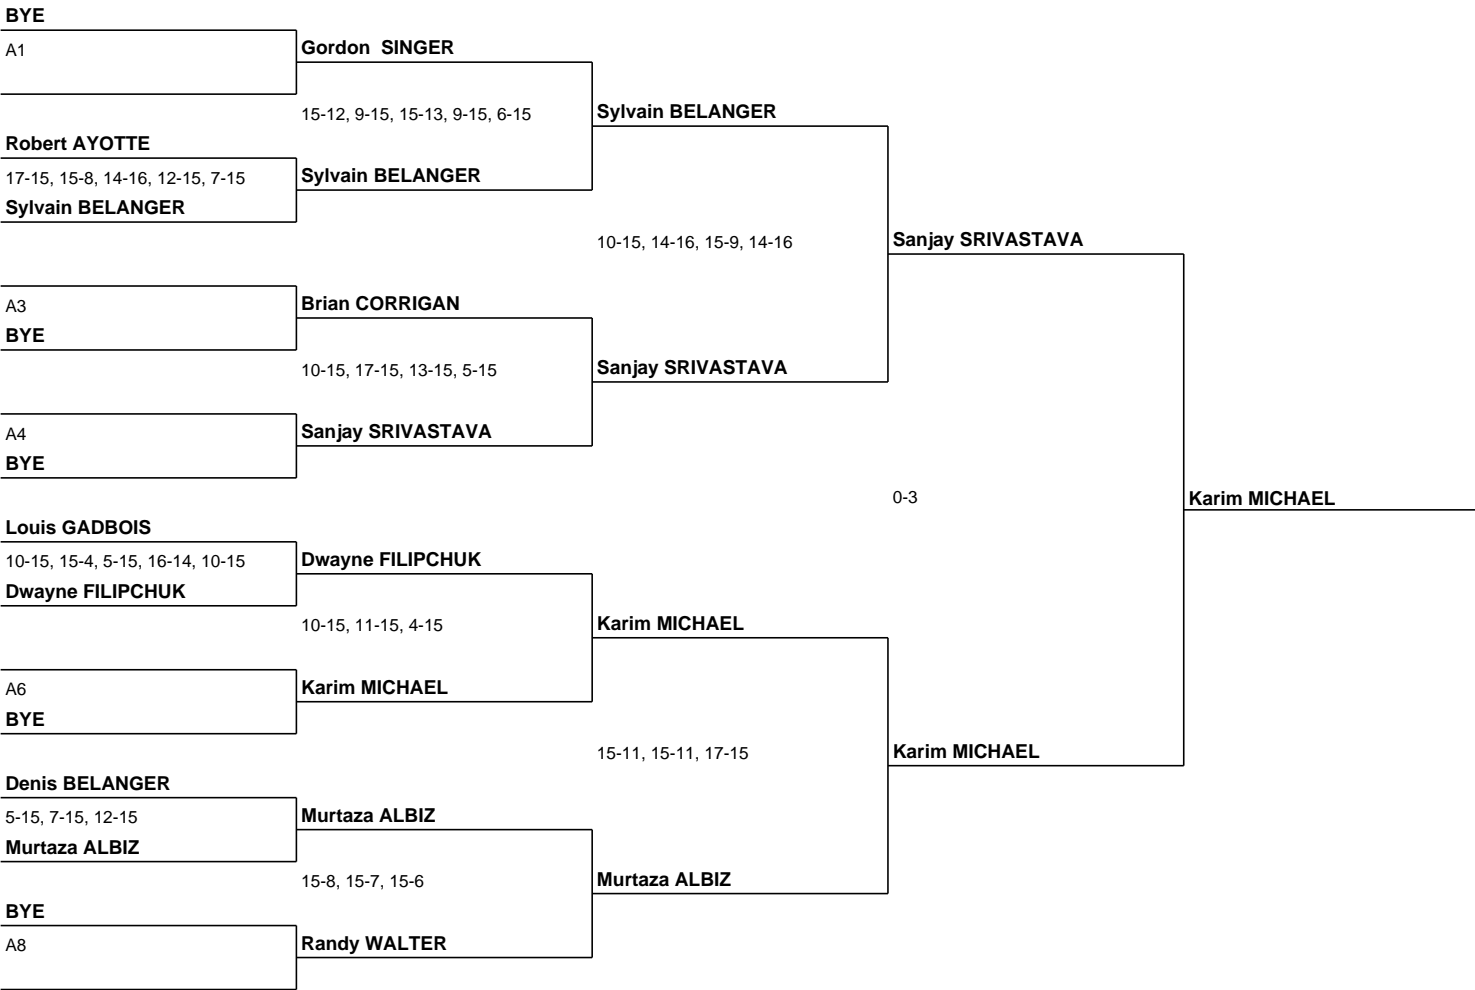 BYE
A1
Gordon  SINGER
15-12, 9-15, 15-13, 9-15, 6-15
Sylvain BELANGER
Robert AYOTTE
17-15, 15-8, 14-16, 12-15, 7-15
Sylvain BELANGER
Sylvain BELANGER
10-15, 14-16, 15-9, 14-16
Sanjay SRIVASTAVA
A3
BYE
Brian CORRIGAN
10-15, 17-15, 13-15, 5-15
Sanjay SRIVASTAVA
A4
BYE
Sanjay SRIVASTAVA
0-3
Karim MICHAEL
Louis GADBOIS
10-15, 15-4, 5-15, 16-14, 10-15
Dwayne FILIPCHUK
Dwayne FILIPCHUK
10-15, 11-15, 4-15
Karim MICHAEL
A6
BYE
Karim MICHAEL
15-11, 15-11, 17-15
Karim MICHAEL
Denis BELANGER
5-15, 7-15, 12-15
Murtaza ALBIZ
Murtaza ALBIZ
15-8, 15-7, 15-6
Murtaza ALBIZ
BYE
A8
Randy WALTER